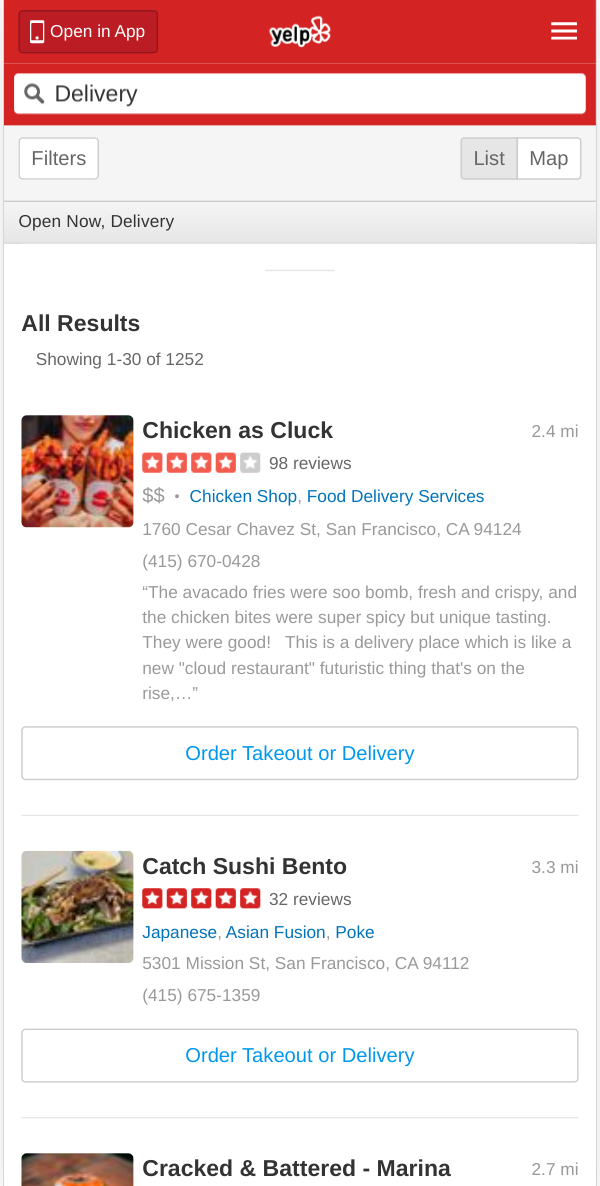 Open in App
yelp
Delivery
Filters
List Map
Open Now, Delivery
All Results
Showing 1-30 of 1252
Chicken as Cluck 2.4 mi
98 reviews
$$ • Chicken Shop, Food Delivery Services
1760 Cesar Chavez St, San Francisco, CA 94124
(415) 670-0428
“The avacado fries were soo bomb, fresh and crispy, and
the chicken bites were super spicy but unique tasting.
They were good!   This is a delivery place which is like a
new "cloud restaurant" futuristic thing that's on the
rise,…”
Order Takeout or Delivery
Catch Sushi Bento 3.3 mi
32 reviews
Japanese, Asian Fusion, Poke
5301 Mission St, San Francisco, CA 94112
(415) 675-1359
Order Takeout or Delivery
Cracked & Battered - Marina 2.7 mi